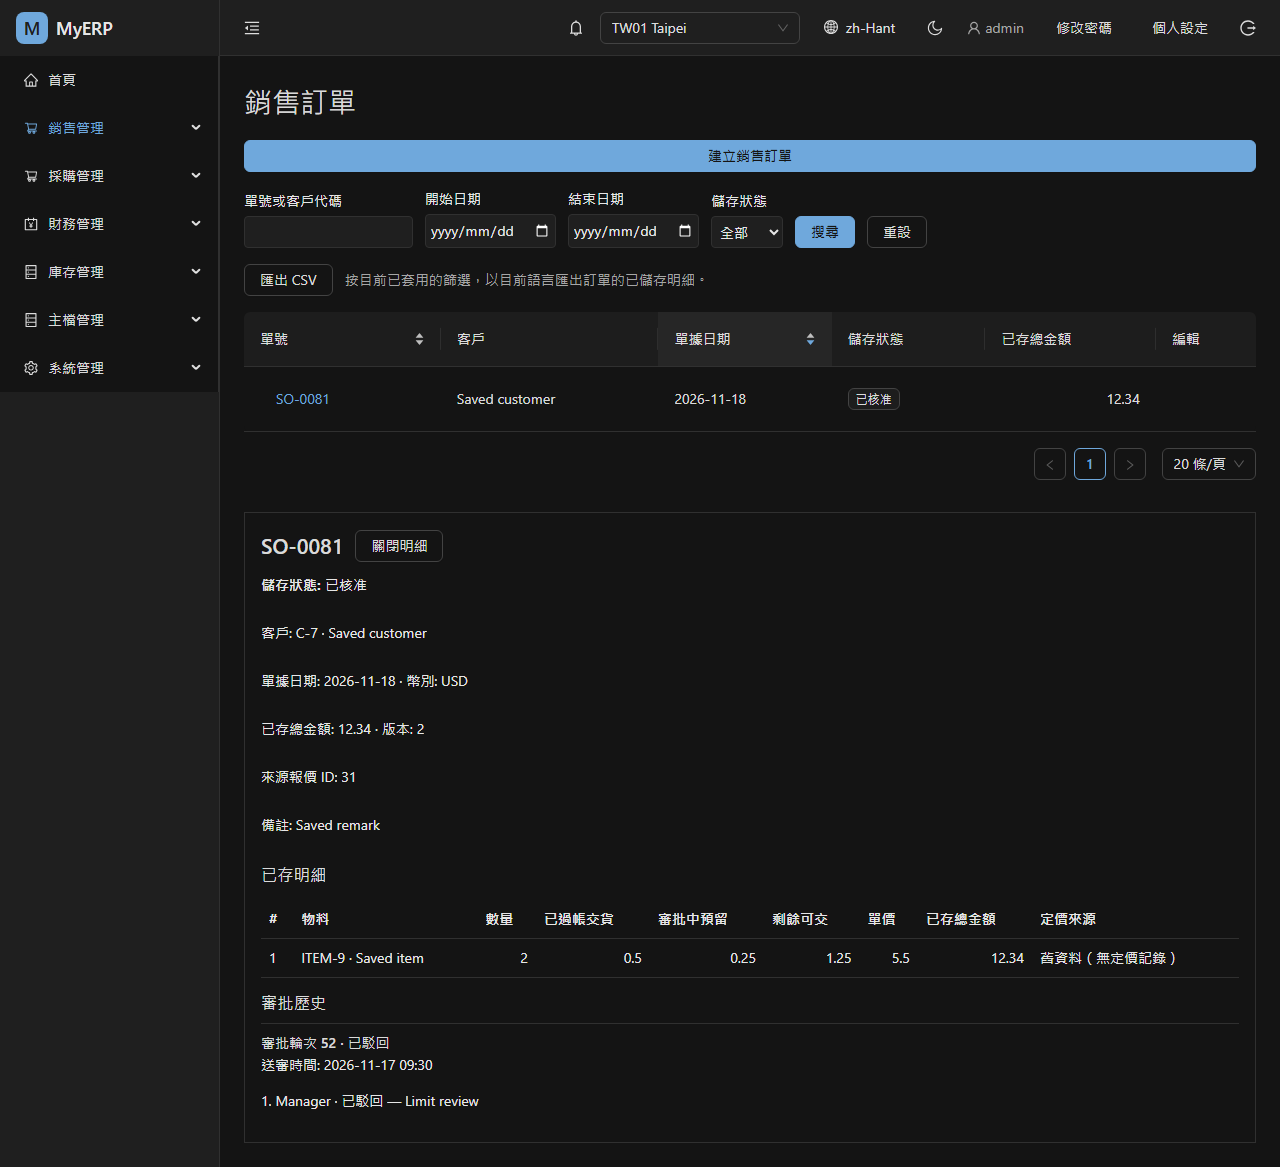 M MyERP
TW01 Taipei
zh-Hant
admin
修改密碼
個人設定
首頁
銷售管理
採購管理
財務管理
庫存管理
主檔管理
系統管理
銷售訂單
建立銷售訂單
單號或客戶代碼 開始日期 結束日期 儲存狀態
yyyy/mm/dd yyyy/mm/dd 全部 搜尋 重設
匯出 CSV 按目前已套用的篩選，以目前語言匯出訂單的已儲存明細。
單號 客戶 單據日期 儲存狀態 已存總金額 編輯
SO-0081 Saved customer 2026-11-18 已核准 12.34
< 1 > 20 條/頁
SO-0081 關閉明細
儲存狀態: 已核准
客戶: C-7 · Saved customer
單據日期: 2026-11-18 · 幣別: USD
已存總金額: 12.34 · 版本: 2
來源報價 ID: 31
備註: Saved remark
已存明細
# 物料 數量 已過帳交貨 審批中預留 剩餘可交 單價 已存總金額 定價來源
1 ITEM-9 · Saved item 2 0.5 0.25 1.25 5.5 12.34 舊資料（無定價記錄）
審批歷史
審批輪次 52 · 已駁回
送審時間: 2026-11-17 09:30
1. Manager · 已駁回 — Limit review